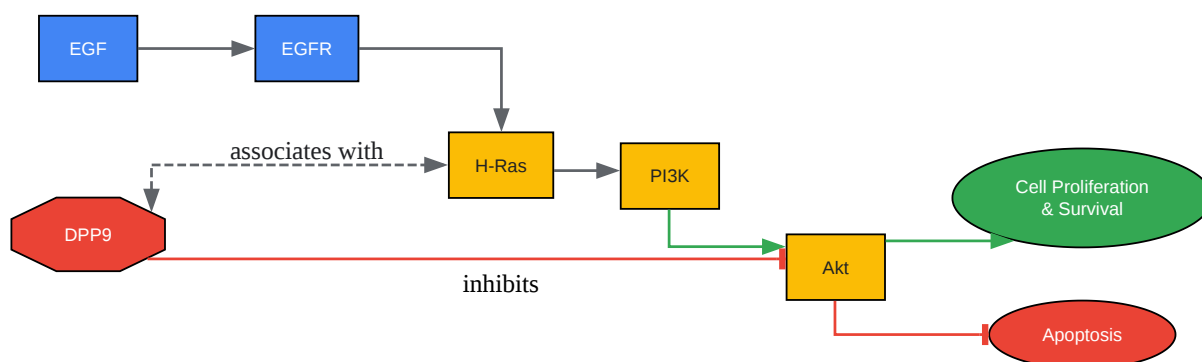 EGF
EGFR
associates with
H-Ras
PI3K
Cell Proliferation
& Survival
DPP9
inhibits
Akt
Apoptosis